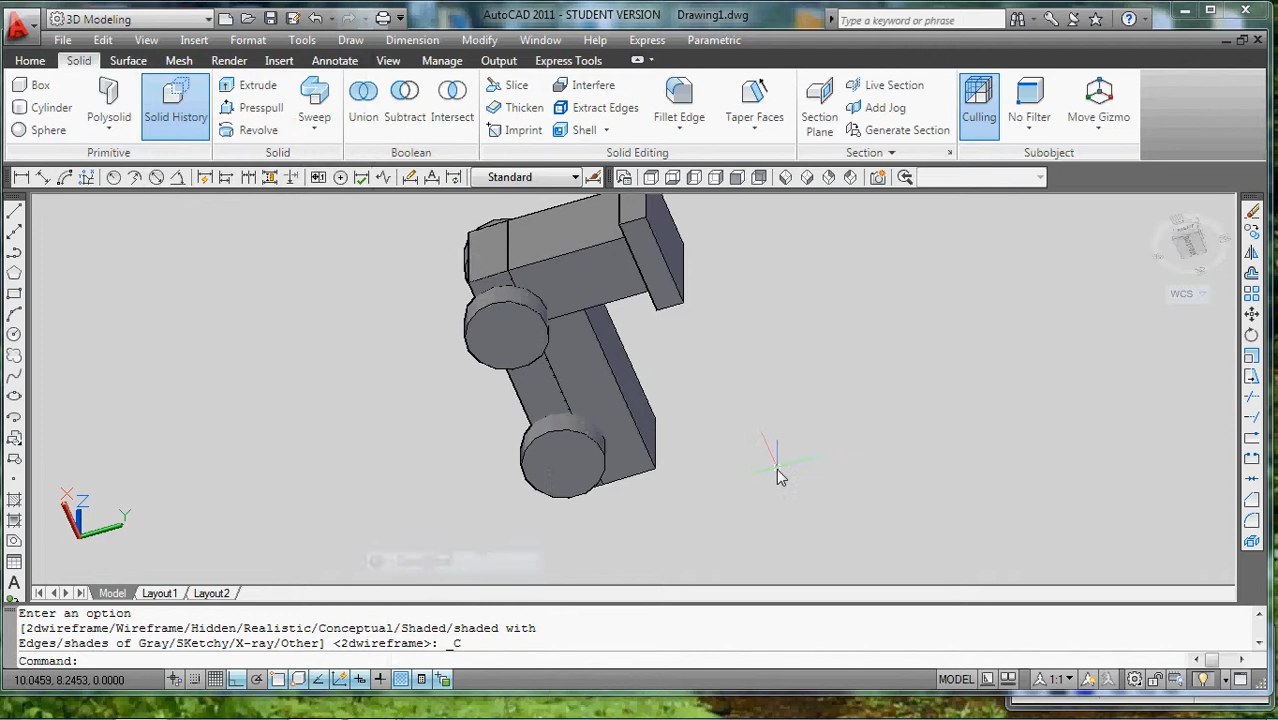 3D Modeling
AutoCAD 2011 - STUDENT VERSION Drawing1.dwg
Type a keyword or phrase
File Edit View Insert Format Tools Draw Dimension Modify Window Help Express Parametric
Home Solid Surface Mesh Render Insert Annotate View Manage Output Express Tools
Box
Cylinder
Sphere
Polysolid
Solid History
Primitive
Extrude
Presspull
Revolve
Sweep
Solid
Union
Subtract
Intersect
Boolean
Slice
Thicken
Imprint
Interfere
Extract Edges
Shell
Fillet Edge
Taper Faces
Solid Editing
Section
Plane
Live Section
Add Jog
Generate Section
Section
Culling
No Filter
Move Gizmo
Subobject
Standard
WCS
X
Z
Y
Model Layout1 Layout2
Enter an option
[2dwireframe/Wireframe/Hidden/Realistic/Conceptual/Shaded/shaded with
Edges/shades of Gray/SKetchy/X-ray/Other] <2dwireframe>: _C
Command:
10.0459, 8.2453, 0.0000
MODEL
1:1